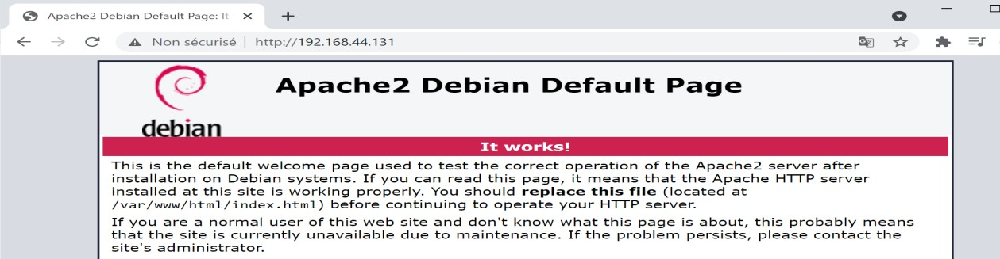 Apache2 Debian Default Page: It
Non sécurisé | http://192.168.44.131
Apache2 Debian Default Page
debian
It works!
This is the default welcome page used to test the correct operation of the Apache2 server after
installation on Debian systems. If you can read this page, it means that the Apache HTTP server
installed at this site is working properly. You should replace this file (located at
/var/www/html/index.html) before continuing to operate your HTTP server.
If you are a normal user of this web site and don't know what this page is about, this probably means
that the site is currently unavailable due to maintenance. If the problem persists, please contact the
site's administrator.